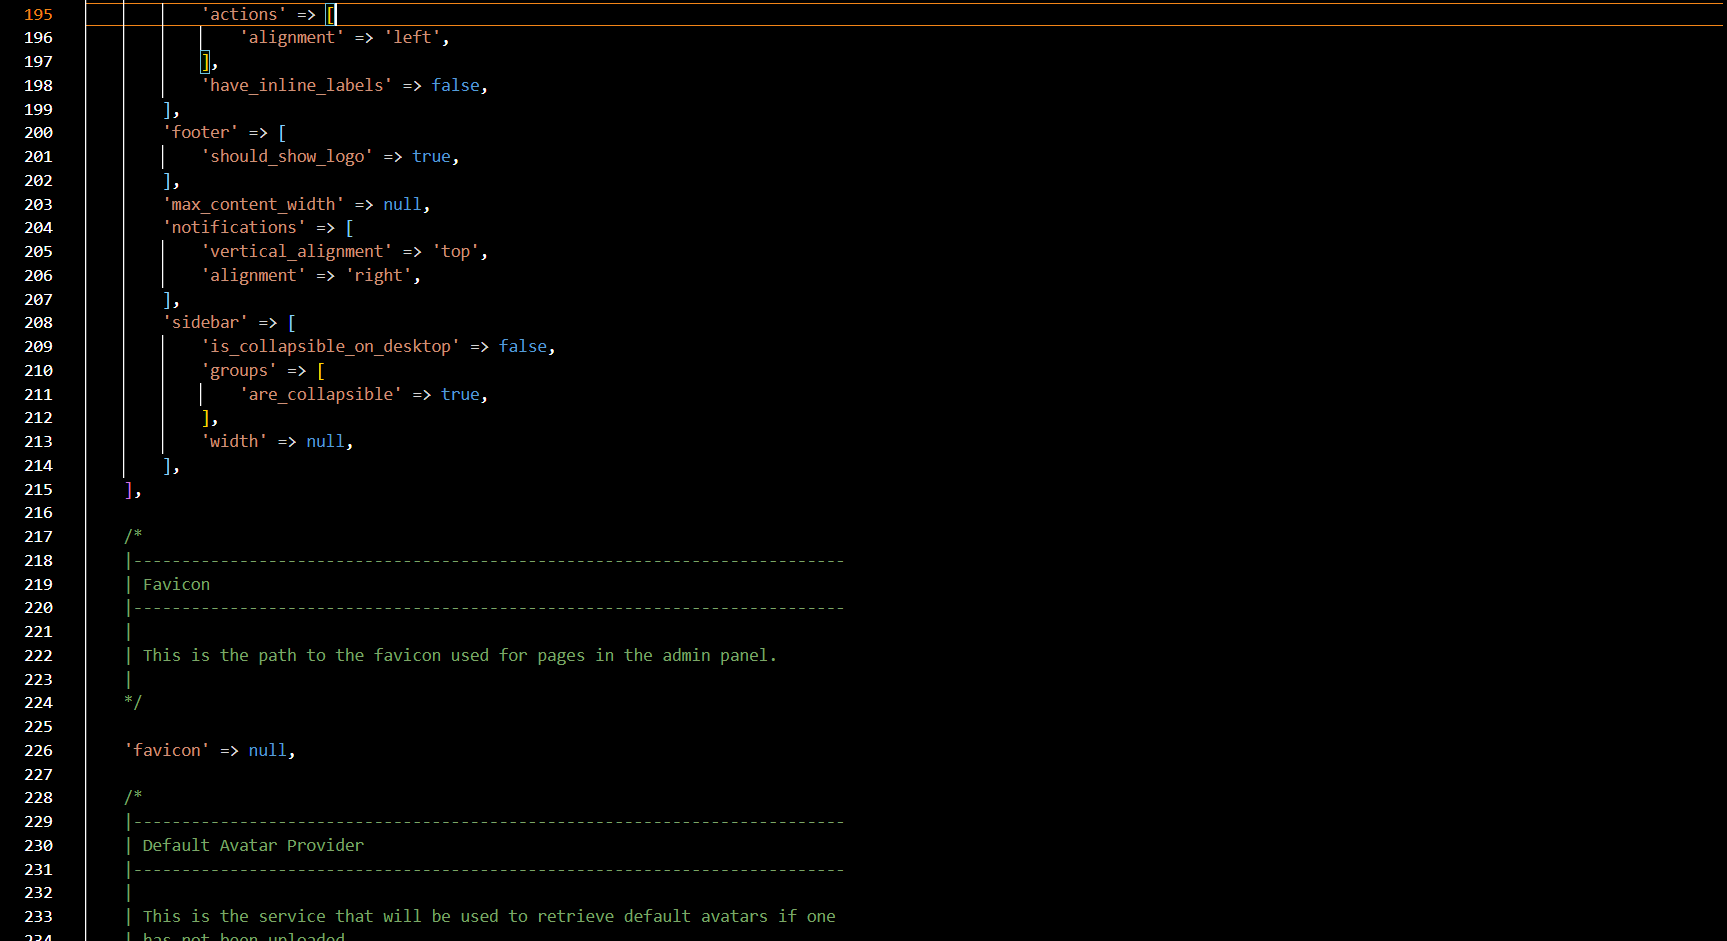 195 'actions' => [
196 'alignment' => 'left',
197 ],
198 'have_inline_labels' => false,
199 ],
200 'footer' => [
201 'should_show_logo' => true,
202 ],
203 'max_content_width' => null,
204 'notifications' => [
205 'vertical_alignment' => 'top',
206 'alignment' => 'right',
207 ],
208 'sidebar' => [
209 'is_collapsible_on_desktop' => false,
210 'groups' => [
211 'are_collapsible' => true,
212 ],
213 'width' => null,
214 ],
215 ],
216
217 /*
218 |--------------------------------------------------------------------------
219 | Favicon
220 |--------------------------------------------------------------------------
221 |
222 | This is the path to the favicon used for pages in the admin panel.
223 |
224 */
225
226 'favicon' => null,
227
228 /*
229 |--------------------------------------------------------------------------
230 | Default Avatar Provider
231 |--------------------------------------------------------------------------
232 |
233 | This is the service that will be used to retrieve default avatars if one
234 | has not been uploaded